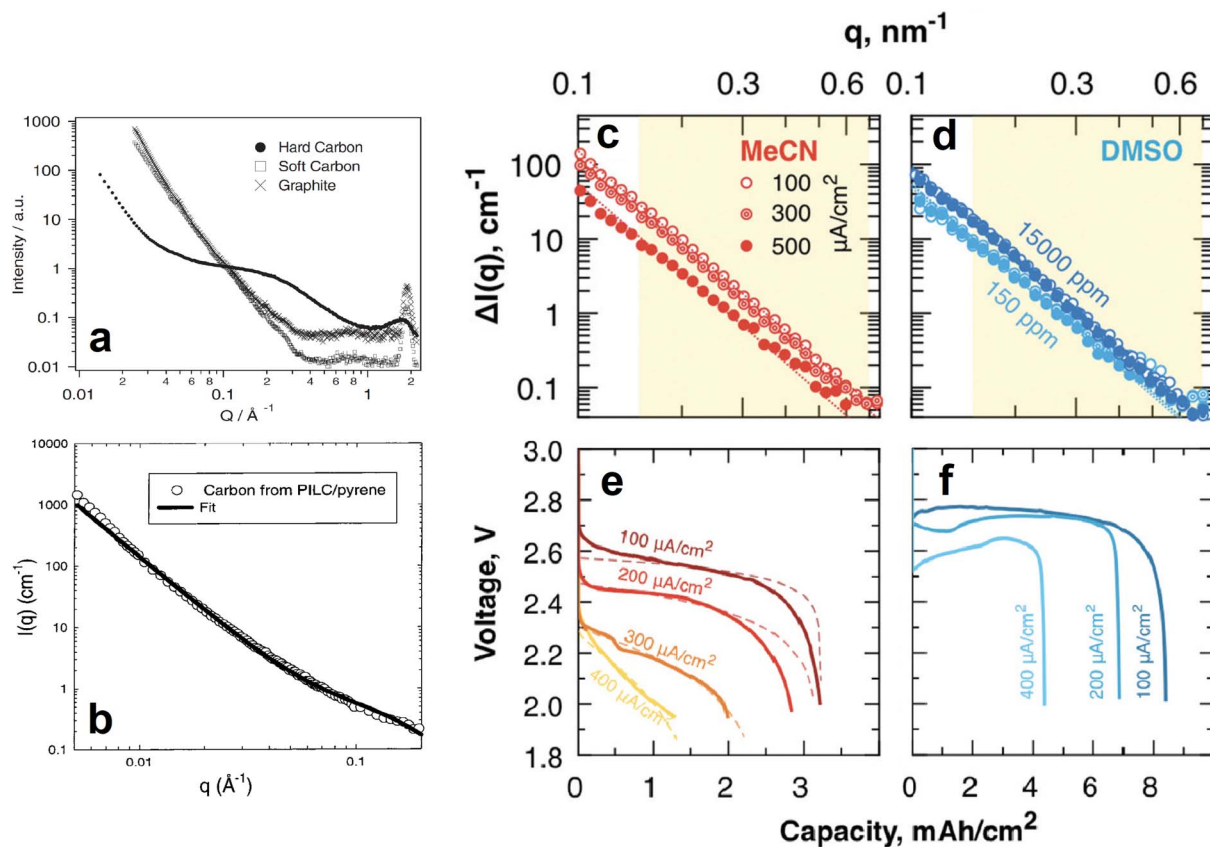 a
1000
100
10
1
0.1
0.01
Intensity / a.u.
Hard Carbon
Soft Carbon
Graphite
0.01
2
4
6
8
0.1
2
4
6
8
1
2
Q / Å⁻¹
b
10000
1000
100
10
1
0.1
I(q) (cm⁻¹)
Carbon from PILC/pyrene
Fit
0.01
0.1
q (Å⁻¹)
q, nm⁻¹
0.1
0.3
0.6
0.1
0.3
0.6
c
MeCN
100
300
500
µA/cm²
100
10
1
0.1
ΔI(q), cm⁻¹
d
DMSO
15000 ppm
150 ppm
e
3.0
2.8
2.6
2.4
2.2
2.0
1.8
Voltage, V
100 µA/cm²
200 µA/cm²
300 µA/cm²
400 µA/cm²
0
1
2
3
f
400 µA/cm²
200 µA/cm²
100 µA/cm²
0
2
4
6
8
Capacity, mAh/cm²